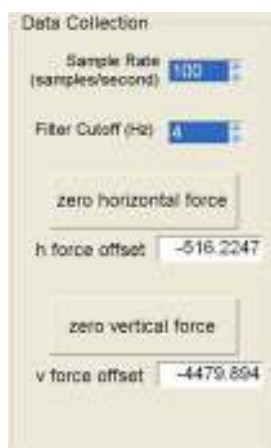 Data Collection
Sample Rate
(samples/second) 100
Filter Cutoff (Hz) 4
zero horizontal force
h force offset -516.2247
zero vertical force
v force offset -4479.894